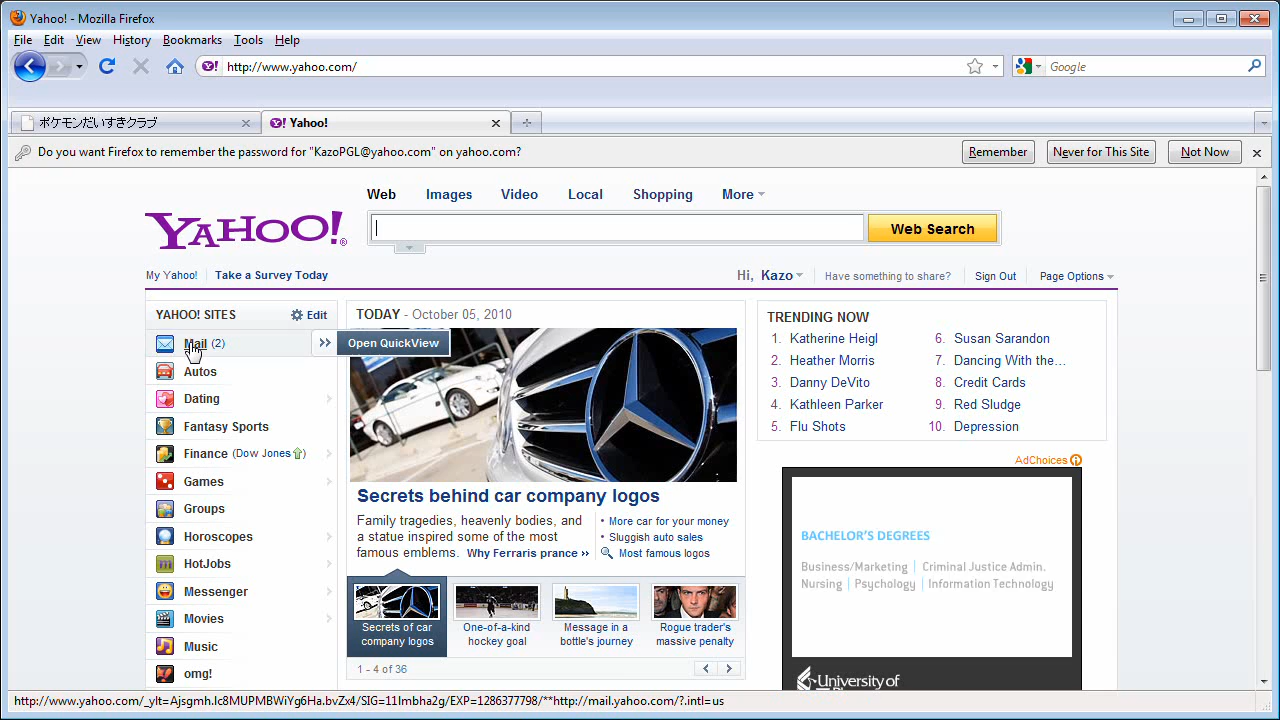 Yahoo! - Mozilla Firefox
File Edit View History Bookmarks Tools Help
http://www.yahoo.com/
Google
ポケモンだいすきクラブ
Y! Yahoo!
Do you want Firefox to remember the password for "KazoPGL@yahoo.com" on yahoo.com?
Remember
Never for This Site
Not Now
Web Images Video Local Shopping More
YAHOO!®
Web Search
My Yahoo! Take a Survey Today
Hi, Kazo Have something to share? Sign Out Page Options
YAHOO! SITES Edit
Mail (2)
Open QuickView
Autos
Dating
Fantasy Sports
Finance (Dow Jones)
Games
Groups
Horoscopes
HotJobs
Messenger
Movies
Music
omg!
TODAY - October 05, 2010
Secrets behind car company logos
Family tragedies, heavenly bodies, and
a statue inspired some of the most
famous emblems. Why Ferraris prance »
• More car for your money
• Sluggish auto sales
Most famous logos
Secrets of car
company logos
One-of-a-kind
hockey goal
Message in a
bottle's journey
Rogue trader's
massive penalty
1 - 4 of 36
TRENDING NOW
1. Katherine Heigl
2. Heather Morris
3. Danny DeVito
4. Kathleen Parker
5. Flu Shots
6. Susan Sarandon
7. Dancing With the...
8. Credit Cards
9. Red Sludge
10. Depression
AdChoices
BACHELOR'S DEGREES
Business/Marketing | Criminal Justice Admin.
Nursing | Psychology | Information Technology
University of
http://www.yahoo.com/_ylt=Ajsgmh.lc8MUPMBWiYg6Ha.bvZx4/SIG=11lmbha2g/EXP=1286377798/**http://mail.yahoo.com/?.intl=us